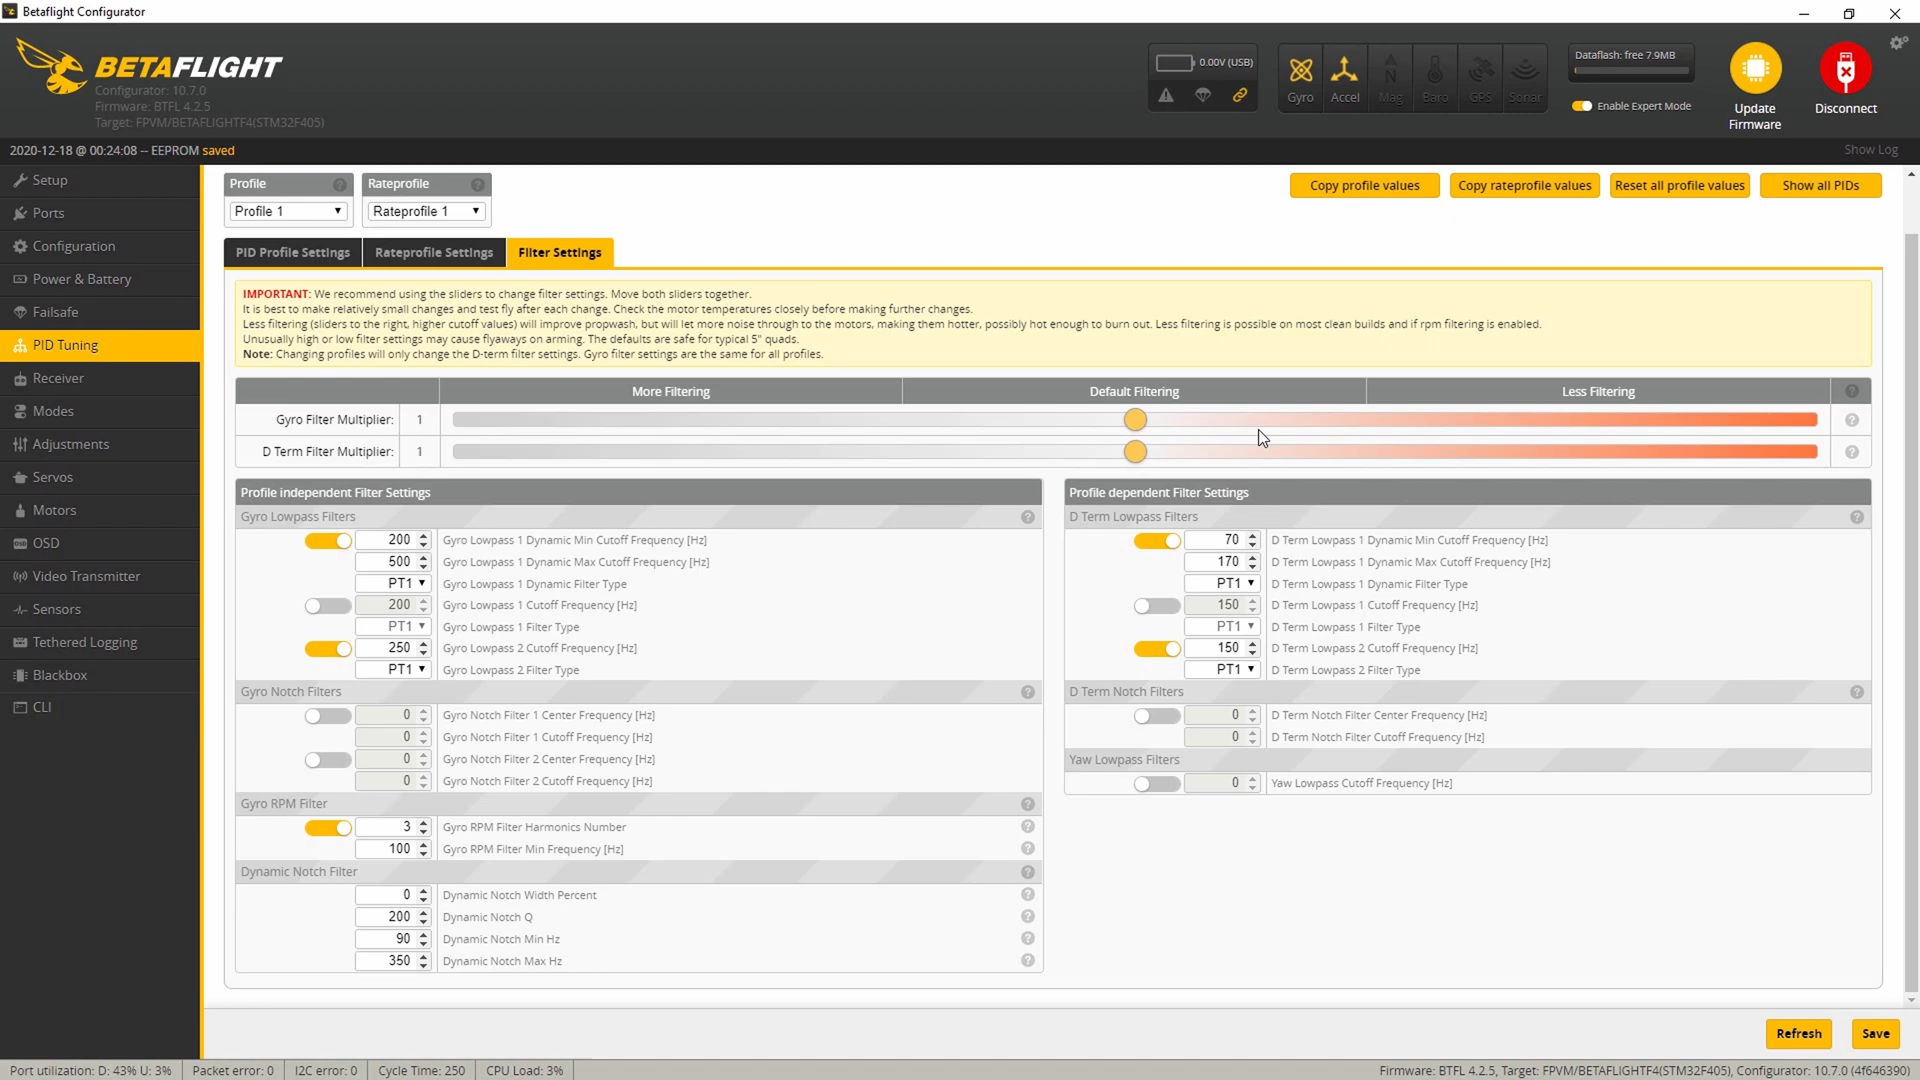 Betaflight Configurator
BETAFLIGHT
Configurator: 10.7.0
Firmware: BTFL 4.2.5
Target: FPVM/BETAFLIGHTF4(STM32F405)
0.00V (USB)
Gyro
Accel
Mag
Baro
GPS
Sonar
Dataflash: free 7.9MB
Enable Expert Mode
Update
Firmware
Disconnect
2020-12-18 @ 00:24:08 -- EEPROM saved
Show Log
Setup
Ports
Configuration
Power & Battery
Failsafe
PID Tuning
Receiver
Modes
Adjustments
Servos
Motors
OSD
Video Transmitter
Sensors
Tethered Logging
Blackbox
CLI
Profile
Profile 1
Rateprofile
Rateprofile 1
Copy profile values
Copy rateprofile values
Reset all profile values
Show all PIDs
PID Profile Settings
Rateprofile Settings
Filter Settings
IMPORTANT: We recommend using the sliders to change filter settings. Move both sliders together.
It is best to make relatively small changes and test fly after each change. Check the motor temperatures closely before making further changes.
Less filtering (sliders to the right, higher cutoff values) will improve propwash, but will let more noise through to the motors, making them hotter, possibly hot enough to burn out. Less filtering is possible on most clean builds and if rpm filtering is enabled.
Unusually high or low filter settings may cause flyaways on arming. The defaults are safe for typical 5" quads.
Note: Changing profiles will only change the D-term filter settings. Gyro filter settings are the same for all profiles.
More Filtering Default Filtering Less Filtering
Gyro Filter Multiplier: 1
D Term Filter Multiplier: 1
Profile independent Filter Settings
Gyro Lowpass Filters
200 Gyro Lowpass 1 Dynamic Min Cutoff Frequency [Hz]
500 Gyro Lowpass 1 Dynamic Max Cutoff Frequency [Hz]
PT1 Gyro Lowpass 1 Dynamic Filter Type
200 Gyro Lowpass 1 Cutoff Frequency [Hz]
PT1 Gyro Lowpass 1 Filter Type
250 Gyro Lowpass 2 Cutoff Frequency [Hz]
PT1 Gyro Lowpass 2 Filter Type
Gyro Notch Filters
0 Gyro Notch Filter 1 Center Frequency [Hz]
0 Gyro Notch Filter 1 Cutoff Frequency [Hz]
0 Gyro Notch Filter 2 Center Frequency [Hz]
0 Gyro Notch Filter 2 Cutoff Frequency [Hz]
Gyro RPM Filter
3 Gyro RPM Filter Harmonics Number
100 Gyro RPM Filter Min Frequency [Hz]
Dynamic Notch Filter
0 Dynamic Notch Width Percent
200 Dynamic Notch Q
90 Dynamic Notch Min Hz
350 Dynamic Notch Max Hz
Profile dependent Filter Settings
D Term Lowpass Filters
70 D Term Lowpass 1 Dynamic Min Cutoff Frequency [Hz]
170 D Term Lowpass 1 Dynamic Max Cutoff Frequency [Hz]
PT1 D Term Lowpass 1 Dynamic Filter Type
150 D Term Lowpass 1 Cutoff Frequency [Hz]
PT1 D Term Lowpass 1 Filter Type
150 D Term Lowpass 2 Cutoff Frequency [Hz]
PT1 D Term Lowpass 2 Filter Type
D Term Notch Filters
0 D Term Notch Filter Center Frequency [Hz]
0 D Term Notch Filter Cutoff Frequency [Hz]
Yaw Lowpass Filters
0 Yaw Lowpass Cutoff Frequency [Hz]
Refresh
Save
Port utilization: D: 43% U: 3%
Packet error: 0
I2C error: 0
Cycle Time: 250
CPU Load: 3%
Firmware: BTFL 4.2.5, Target: FPVM/BETAFLIGHTF4(STM32F405), Configurator: 10.7.0 (4f646390)